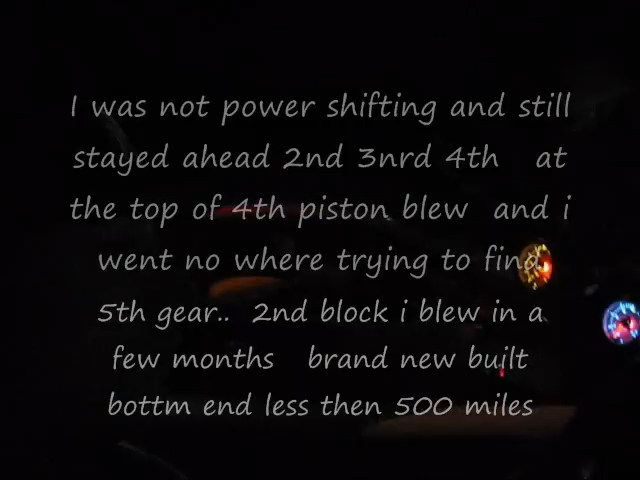 I was not power shifting and still
stayed ahead 2nd 3nrd 4th at
the top of 4th piston blew and i
went no where trying to find
5th gear.. 2nd block i blew in a
few months brand new built
bottm end less then 500 miles